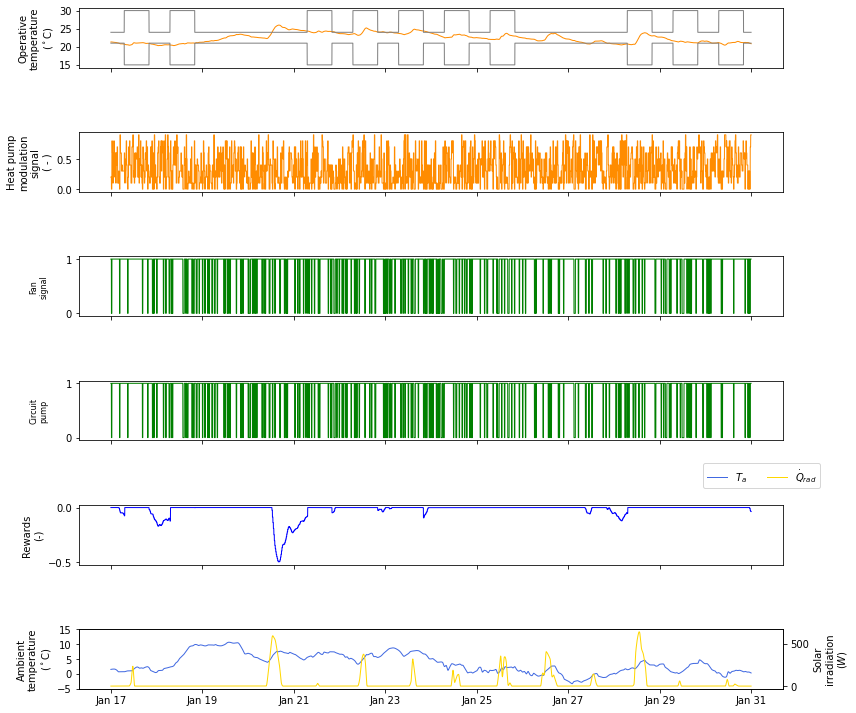 Operative
temperature
(°C)
30
25
20
15
Heat pump
modulation
signal
( - )
0.5
0.0
Fan
signal
1
0
Circuit
pump
1
0
T_a Q̇_rad
Rewards
(-)
0.0
−0.5
Ambient
temperature
(°C)
15
10
5
0
−5
500
0
Solar
irradiation
(W)
Jan 17 Jan 19 Jan 21 Jan 23 Jan 25 Jan 27 Jan 29 Jan 31